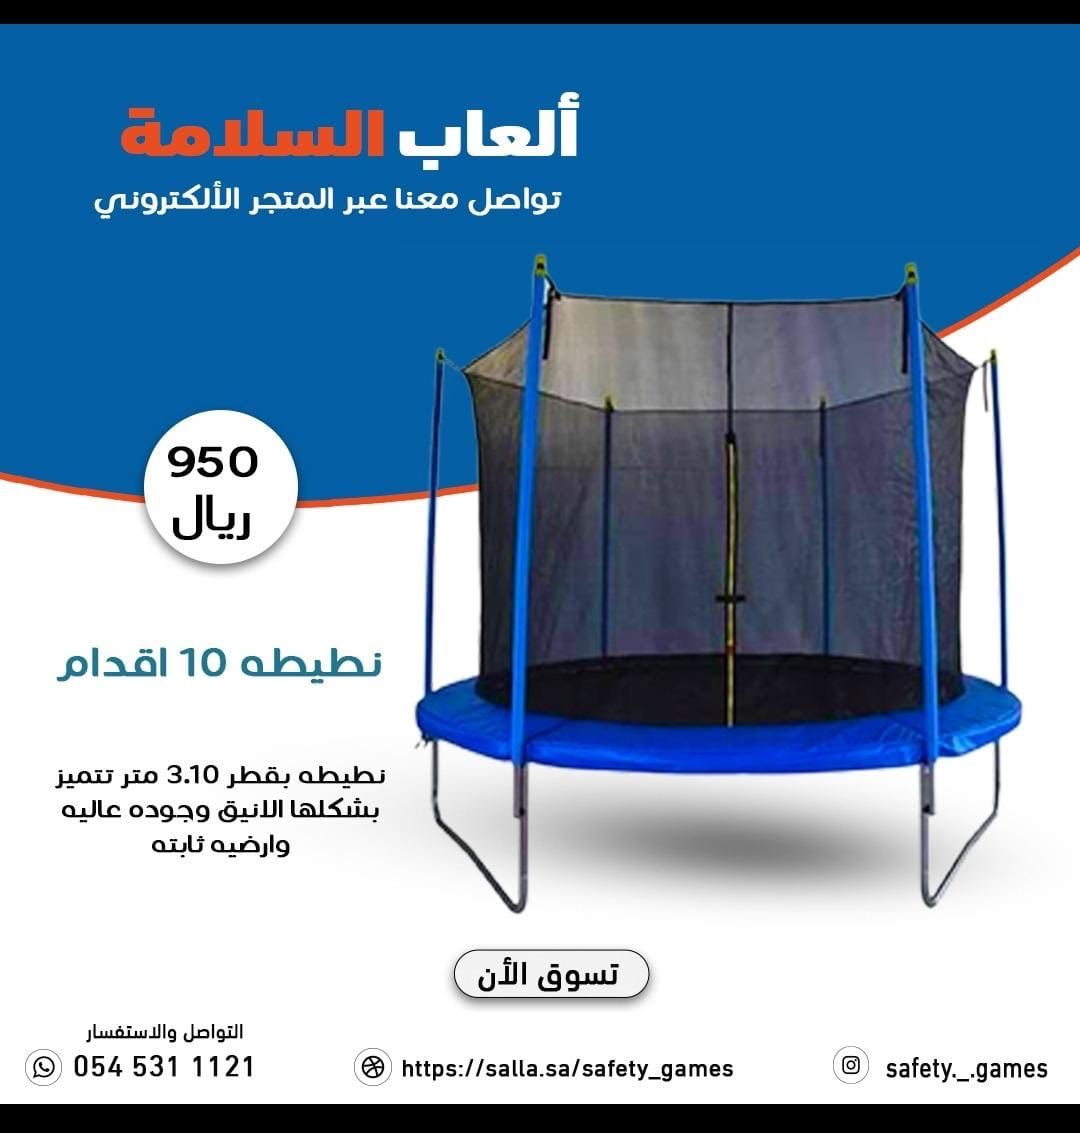 ألعاب السلامة
تواصل معنا عبر المتجر الألكتروني
950
ريال
نطيطه 10 اقدام
نطيطه بقطر 3.10 متر تتميز
بشكلها الانيق وجوده عاليه
وارضيه ثابته
تسوق الأن
التواصل والاستفسار
054 531 1121
https://salla.sa/safety_games
safety._.games